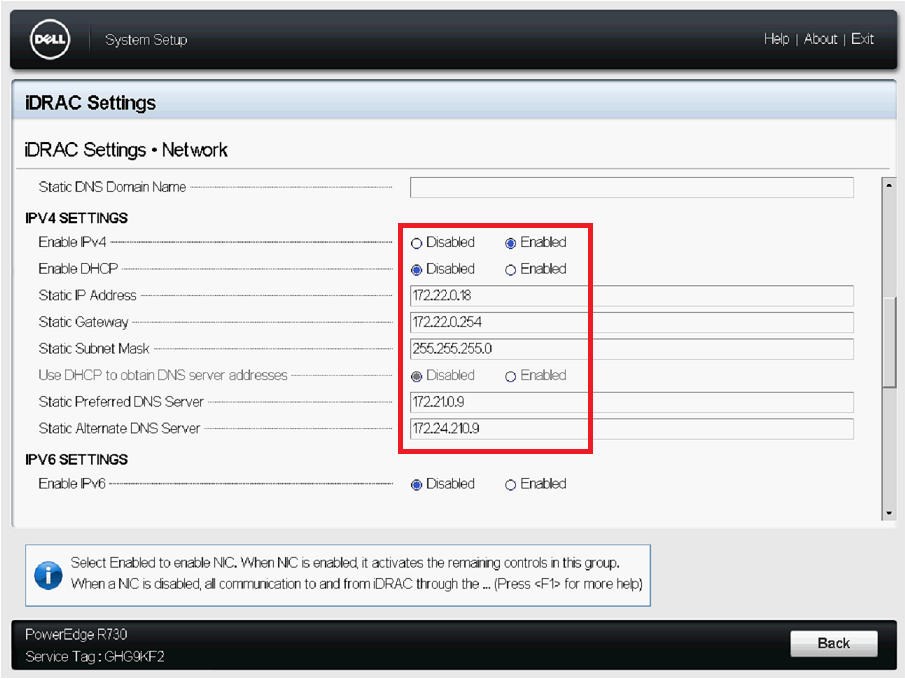 DELL System Setup Help | About | Exit
iDRAC Settings
iDRAC Settings • Network
Static DNS Domain Name
IPV4 SETTINGS
Enable IPv4 Disabled Enabled
Enable DHCP Disabled Enabled
Static IP Address 172.22.0.18
Static Gateway 172.22.0.254
Static Subnet Mask 255.255.255.0
Use DHCP to obtain DNS server addresses Disabled Enabled
Static Preferred DNS Server 172.21.0.9
Static Alternate DNS Server 172.24.210.9
IPV6 SETTINGS
Enable IPv6 Disabled Enabled
Select Enabled to enable NIC. When NIC is enabled, it activates the remaining controls in this group.
When a NIC is disabled, all communication to and from iDRAC through the ... (Press <F1> for more help)
PowerEdge R730
Service Tag : GHG9KF2
Back